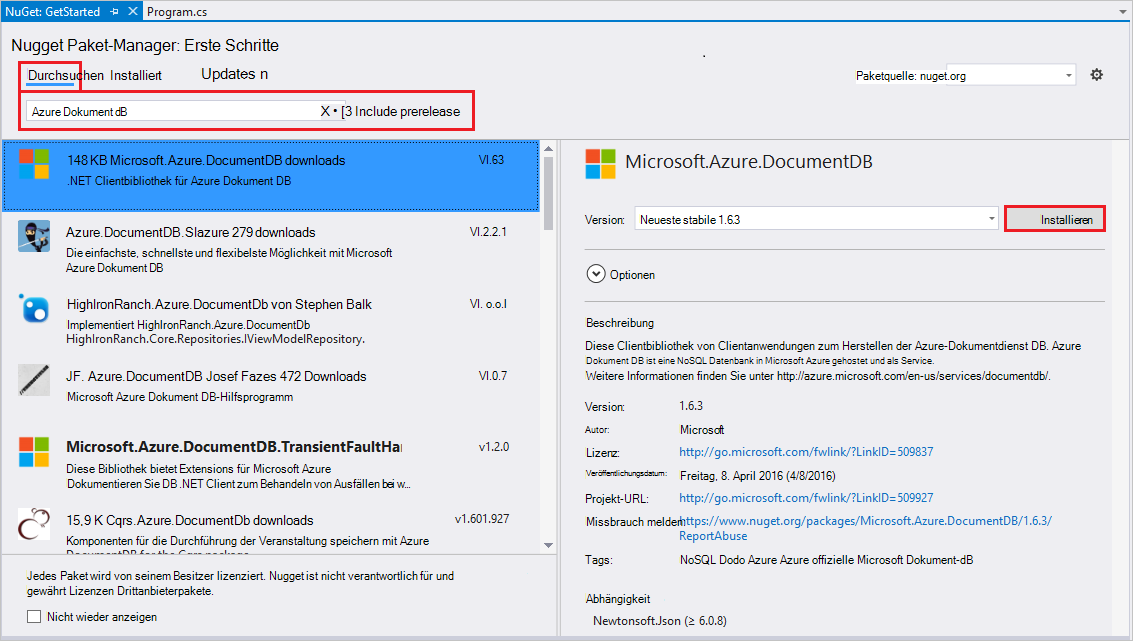 NuGet: GetStarted
Program.cs
Nugget Paket-Manager: Erste Schritte
Durchsuchen Installiert Updates n
Paketquelle: nuget.org
Azure Dokument dB X • [3 Include prerelease
148 KB Microsoft.Azure.DocumentDB downloads VI.63
.NET Clientbibliothek für Azure Dokument DB
Azure.DocumentDB.Slazure 279 downloads VI.2.2.1
Die einfachste, schnellste und flexibelste Möglichkeit mit Microsoft
Azure Dokument DB
HighIronRanch.Azure.DocumentDb von Stephen Balk VI. o.o.l
Implementiert HighIronRanch.Azure.DocumentDb
HighIronRanch.Core.Repositories.IViewModelRepository.
JF. Azure.DocumentDB Josef Fazes 472 Downloads VI.0.7
Microsoft Azure Dokument DB-Hilfsprogramm
Microsoft.Azure.DocumentDB.TransientFaultHa v1.2.0
Diese Bibliothek bietet Extensions für Microsoft Azure
Dokumentieren Sie DB .NET Client zum Behandeln von Ausfällen bei w...
15,9 K Cqrs.Azure.DocumentDb downloads v1.601.927
Komponenten für die Durchführung der Veranstaltung speichern mit Azure
DocumentDB for the Cqrs package
Jedes Paket wird von seinem Besitzer lizenziert. Nugget ist nicht verantwortlich für und
gewährt Lizenzen Drittanbieterpakete.
Nicht wieder anzeigen
Microsoft.Azure.DocumentDB
Version: Neueste stabile 1.6.3 Installieren
Optionen
Beschreibung
Diese Clientbibliothek von Clientanwendungen zum Herstellen der Azure-Dokumentdienst DB. Azure
Dokument DB ist eine NoSQL Datenbank in Microsoft Azure gehostet und als Service.
Weitere Informationen finden Sie unter http://azure.microsoft.com/en-us/services/documentdb/.
Version: 1.6.3
Autor: Microsoft
Lizenz: http://go.microsoft.com/fwlink/?LinkID=509837
Veröffentlichungsdatum: Freitag, 8. April 2016 (4/8/2016)
Projekt-URL: http://go.microsoft.com/fwlink/?LinkID=509927
Missbrauch melden: https://www.nuget.org/packages/Microsoft.Azure.DocumentDB/1.6.3/
ReportAbuse
Tags: NoSQL Dodo Azure Azure offizielle Microsoft Dokument-dB
Abhängigkeit
Newtonsoft.Json (≥ 6.0.8)